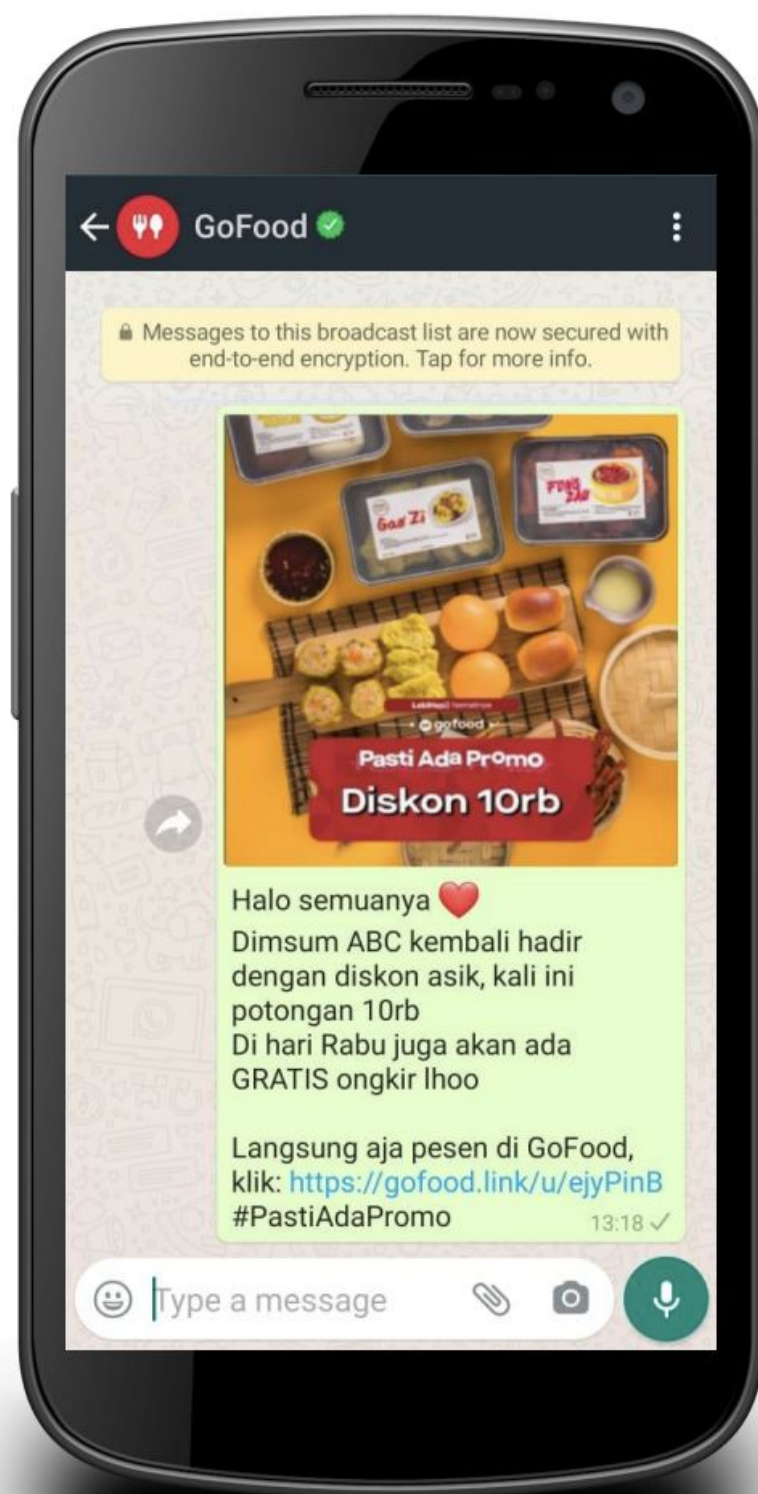 GoFood
Messages to this broadcast list are now secured with
end-to-end encryption. Tap for more info.
Gao Zi
FONG
ZAU
gofood
Pasti Ada Promo
Diskon 10rb
Halo semuanya ❤️
Dimsum ABC kembali hadir
dengan diskon asik, kali ini
potongan 10rb
Di hari Rabu juga akan ada
GRATIS ongkir lhoo
Langsung aja pesen di GoFood,
klik: https://gofood.link/u/ejyPinB
#PastiAdaPromo
13:18
Type a message